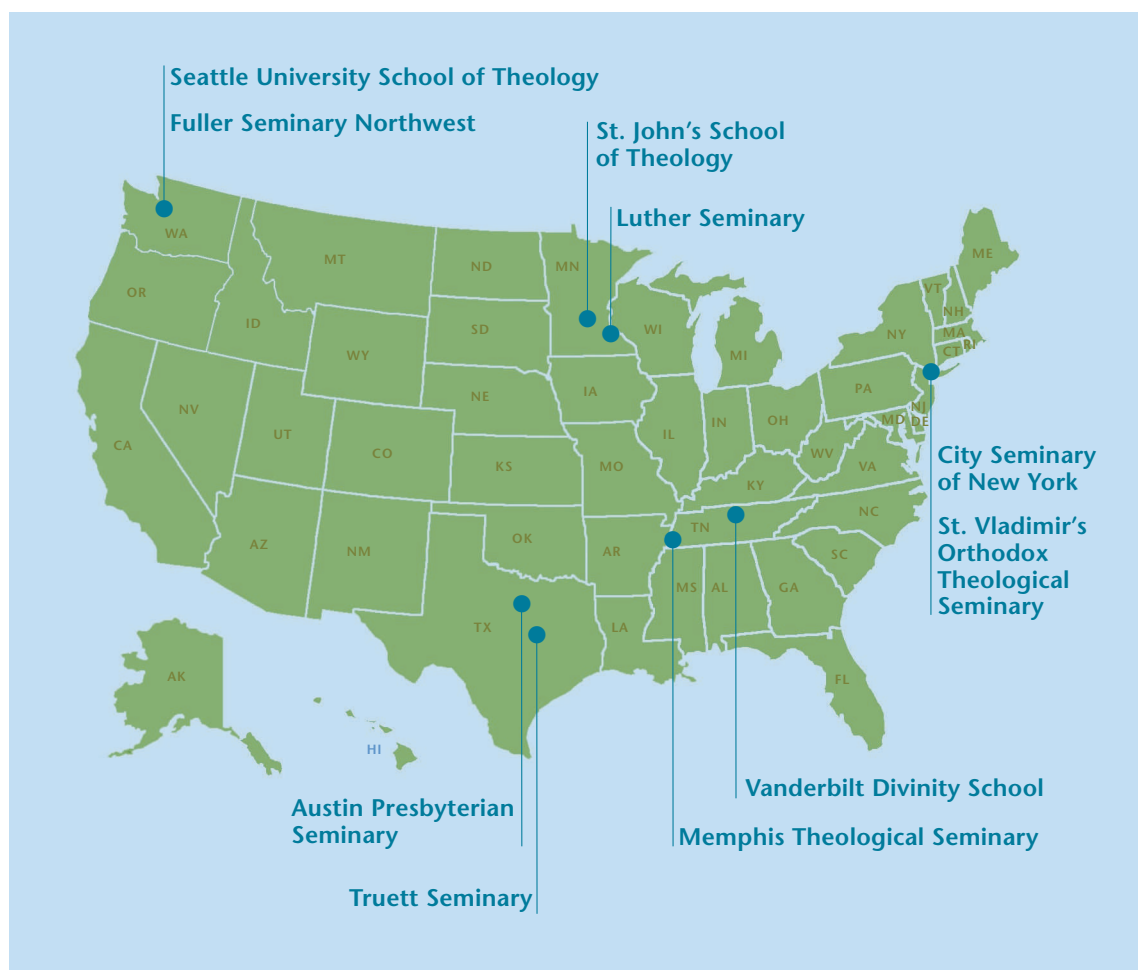 Seattle University School of Theology
Fuller Seminary Northwest
St. John’s School
of Theology
Luther Seminary
WA
OR
ID
MT
ND
MN
SD
WY
NV
CA
UT
CO
NE
KS
IA
WI
MI
IL
IN
OH
MO
KY
WV
VA
PA
NY
VT
NH
ME
MA
RI
CT
NJ
MD
DE
AZ
NM
OK
AR
TN
NC
SC
TX
LA
MS
AL
GA
FL
AK
HI
City Seminary
of New York
St. Vladimir’s
Orthodox
Theological
Seminary
Vanderbilt Divinity School
Austin Presbyterian
Seminary
Memphis Theological Seminary
Truett Seminary